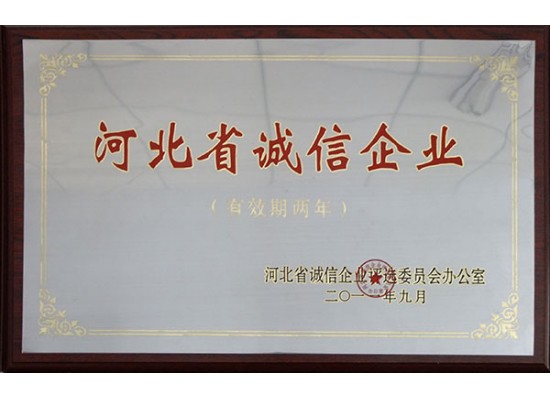 河北省诚信企业
（有效期两年）
河北省诚信企业评选委员会办公室
二〇一一年九月